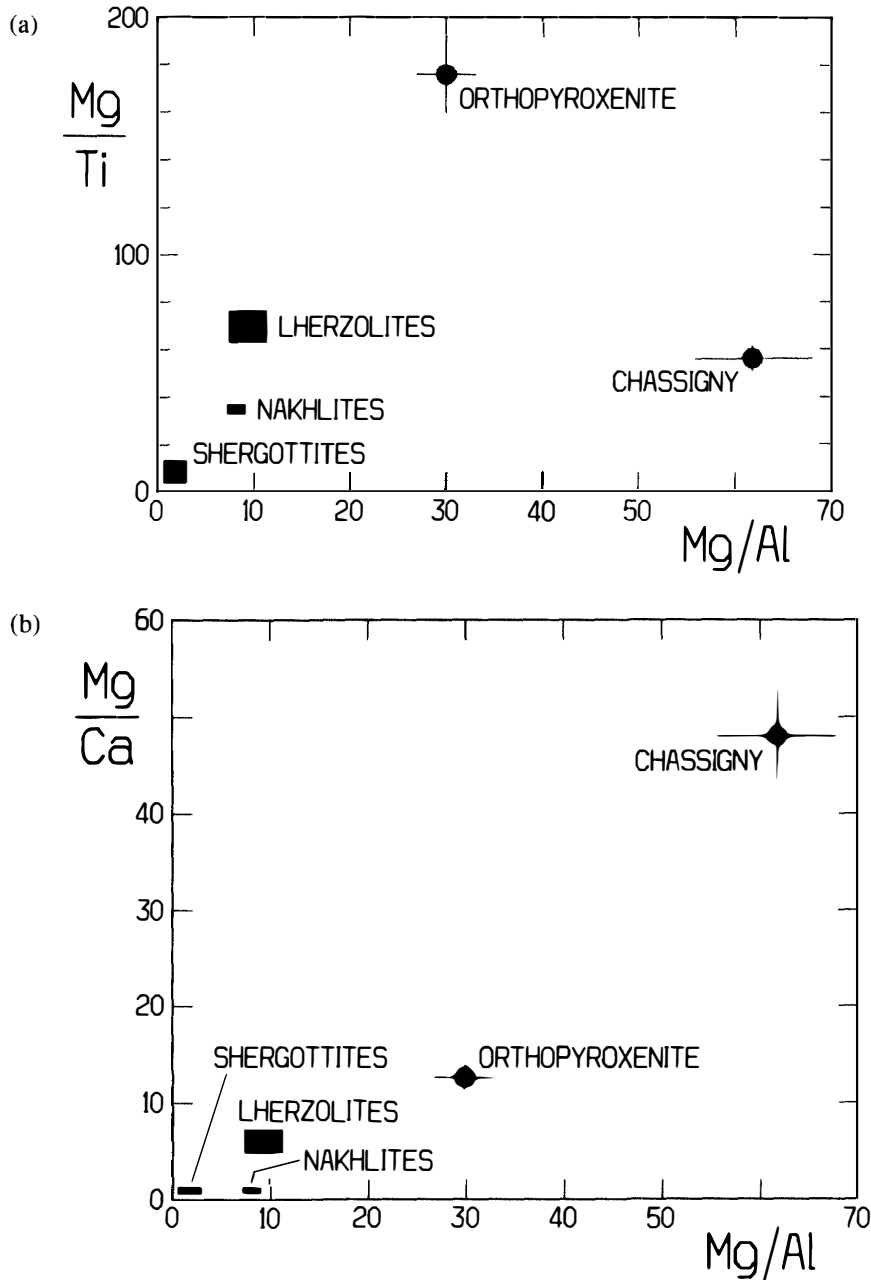 (a)
200
Mg
Ti
ORTHOPYROXENITE
100
LHERZOLITES
CHASSIGNY
NAKHLITES
SHERGOTTITES
0
0 10 20 30 40 50 60 70
Mg/Al
(b)
60
Mg
Ca
CHASSIGNY
40
30
20
SHERGOTTITES
ORTHOPYROXENITE
10
LHERZOLITES
NAKHLITES
0
0 10 20 30 40 50 60 70
Mg/Al